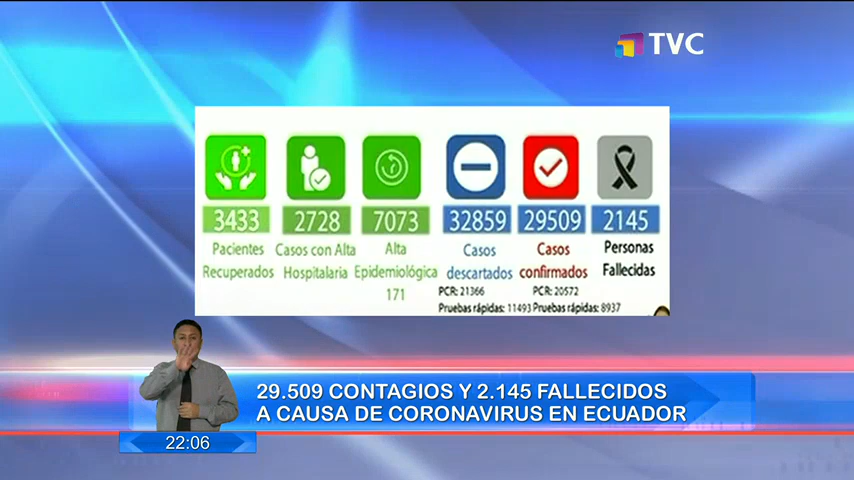 TVC
3433 2728 7073 32859 29509 2145
Pacientes Recuperados
Casos con Alta Hospitalaria
Alta Epidemiológica
171
Casos descartados
PCR: 21366
Pruebas rápidas: 11493
Casos confirmados
PCR: 20572
Pruebas rápidas: 8937
Personas Fallecidas
29.509 CONTAGIOS Y 2.145 FALLECIDOS
A CAUSA DE CORONAVIRUS EN ECUADOR
22:06